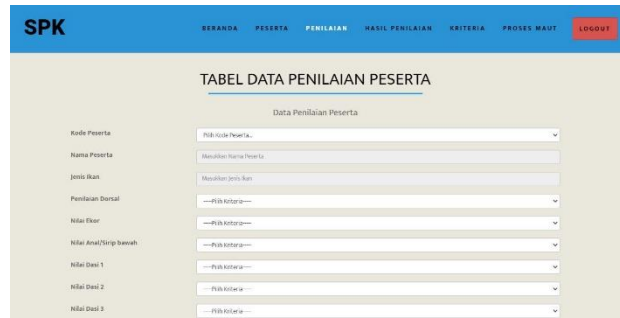 SPK BERANDA PESERTA PENILAIAN HASIL PENILAIAN KRITERIA PROSES MAUT LOGOUT
TABEL DATA PENILAIAN PESERTA
Data Penilaian Peserta
Kode Peserta Pilih Kode Peserta...
Nama Peserta Masukkan Nama Peserta
Jenis Ikan Masukkan Jenis Ikan
Penilaian Dorsal ----Pilih Kriteria----
Nilai Ekor ----Pilih Kriteria----
Nilai Anal/Sirip bawah ----Pilih Kriteria----
Nilai Dasi 1 ----Pilih Kriteria----
Nilai Dasi 2 ----Pilih Kriteria----
Nilai Dasi 3 ----Pilih Kriteria----